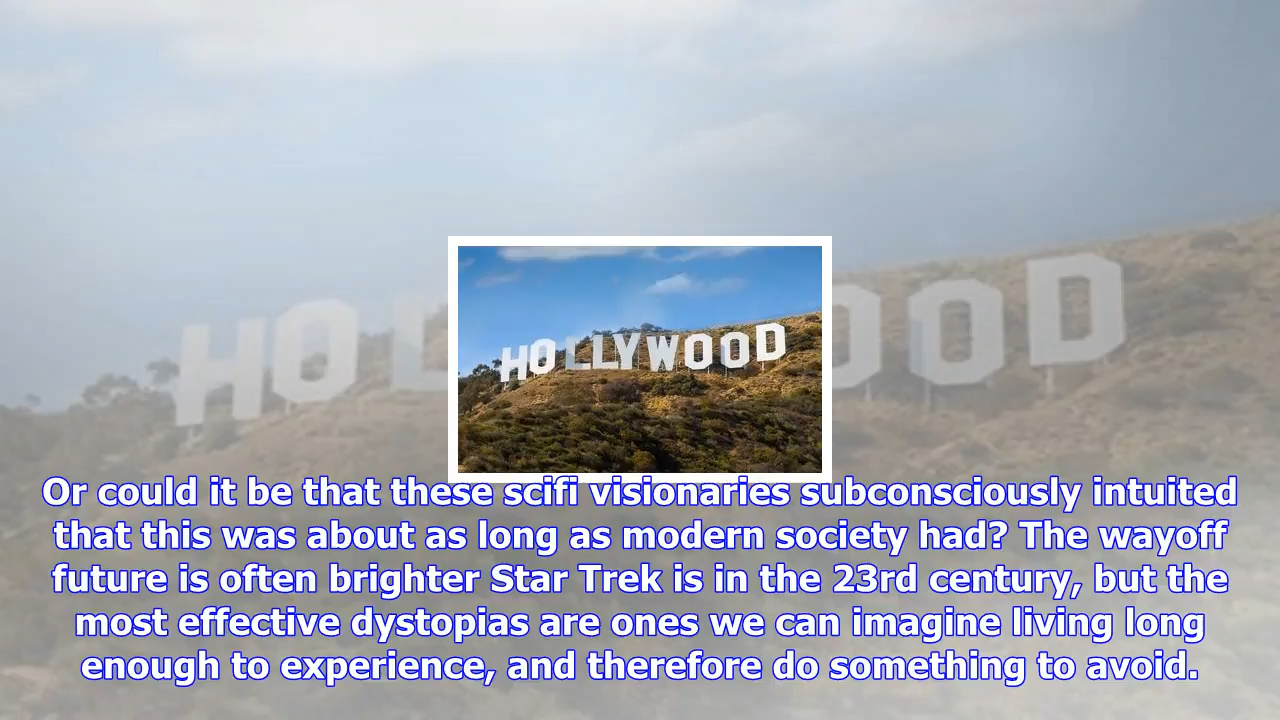 HOLLYWOOD
Or could it be that these scifi visionaries subconsciously intuited
that this was about as long as modern society had? The wayoff
future is often brighter Star Trek is in the 23rd century, but the
most effective dystopias are ones we can imagine living long
enough to experience, and therefore do something to avoid.